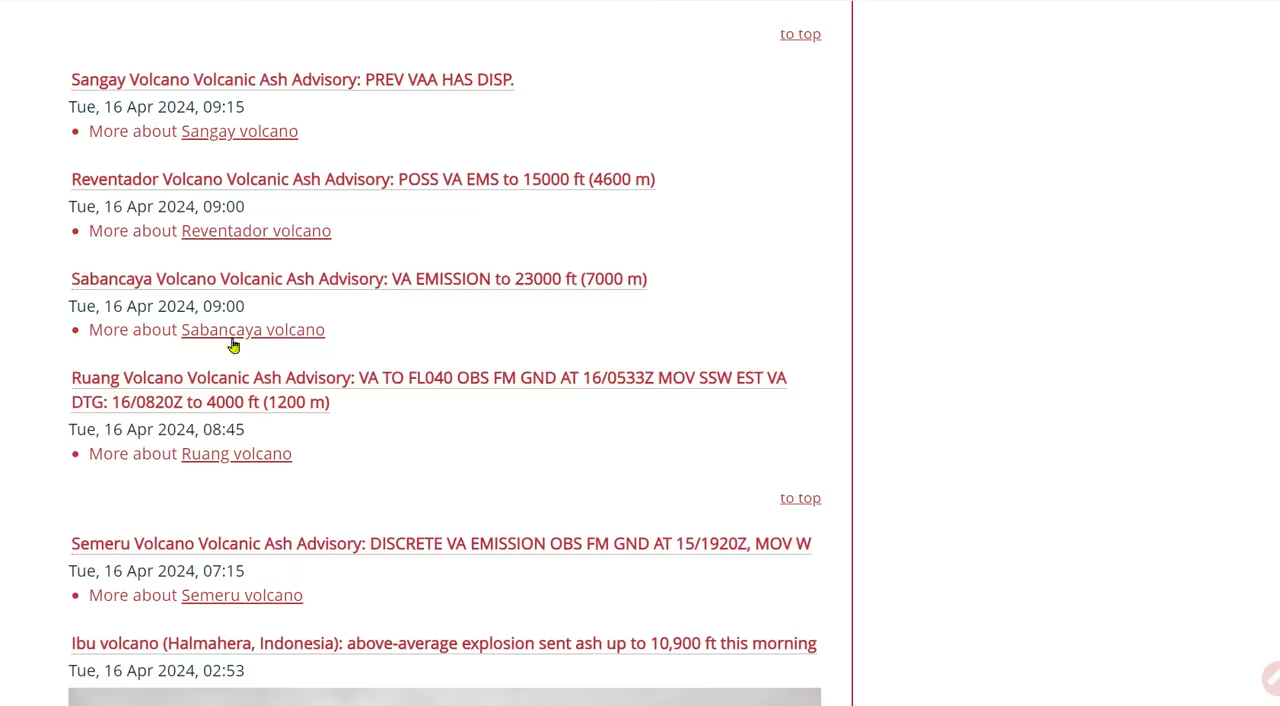 to top
Sangay Volcano Volcanic Ash Advisory: PREV VAA HAS DISP.
Tue, 16 Apr 2024, 09:15
• More about Sangay volcano
Reventador Volcano Volcanic Ash Advisory: POSS VA EMS to 15000 ft (4600 m)
Tue, 16 Apr 2024, 09:00
• More about Reventador volcano
Sabancaya Volcano Volcanic Ash Advisory: VA EMISSION to 23000 ft (7000 m)
Tue, 16 Apr 2024, 09:00
• More about Sabancaya volcano
Ruang Volcano Volcanic Ash Advisory: VA TO FL040 OBS FM GND AT 16/0533Z MOV SSW EST VA
DTG: 16/0820Z to 4000 ft (1200 m)
Tue, 16 Apr 2024, 08:45
• More about Ruang volcano
to top
Semeru Volcano Volcanic Ash Advisory: DISCRETE VA EMISSION OBS FM GND AT 15/1920Z, MOV W
Tue, 16 Apr 2024, 07:15
• More about Semeru volcano
Ibu volcano (Halmahera, Indonesia): above-average explosion sent ash up to 10,900 ft this morning
Tue, 16 Apr 2024, 02:53